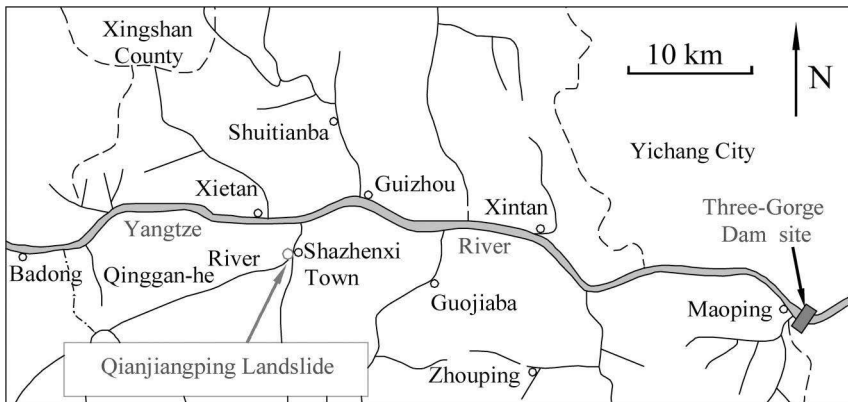 Xingshan
County
10 km
N
Shuitianba
Yichang City
Xietan
Guizhou
Xintan
Three-Gorge
Dam site
Yangtze
River
Badong
Qinggan-he
River
Shazhenxi
Town
Guojiaba
Maoping
Qianjiangping Landslide
Zhouping